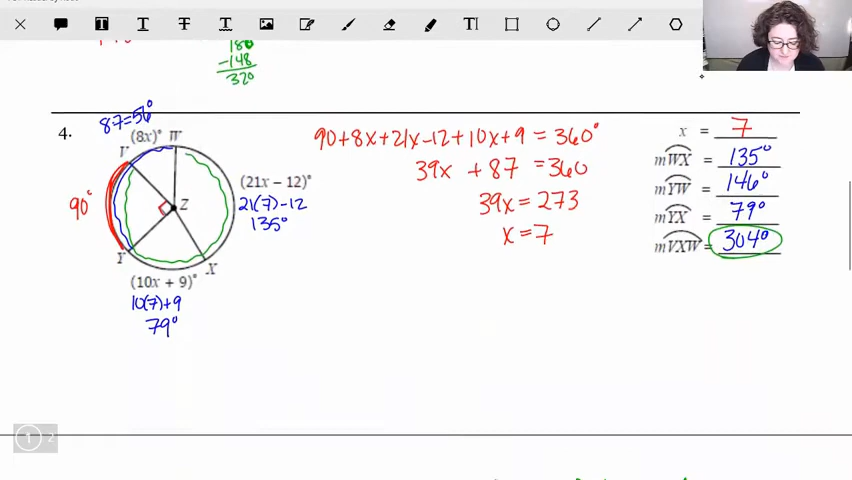 180
-148
320
4.
87=56°
(8x)°
W
V
90°
Z
(21x − 12)°
21(7)-12
135°
Y
X
(10x + 9)°
10(7)+9
79°
90+8x+21x-12+10x+9 = 360°
39x + 87 = 360
39x = 273
x = 7
x = 7
mWX = 135°
mYW = 146°
mYX = 79°
mVXW = 304°
1 2